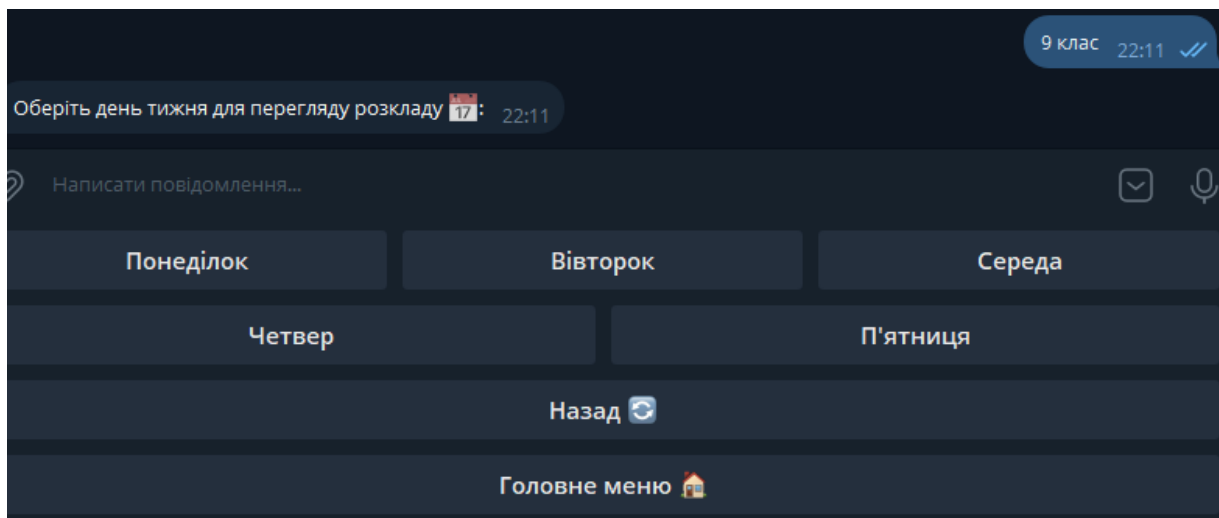 9 клас 22:11
Оберіть день тижня для перегляду розкладу 📅: 22:11
Написати повідомлення...
Понеділок Вівторок Середа
Четвер П'ятниця
Назад 🔄
Головне меню 🏠